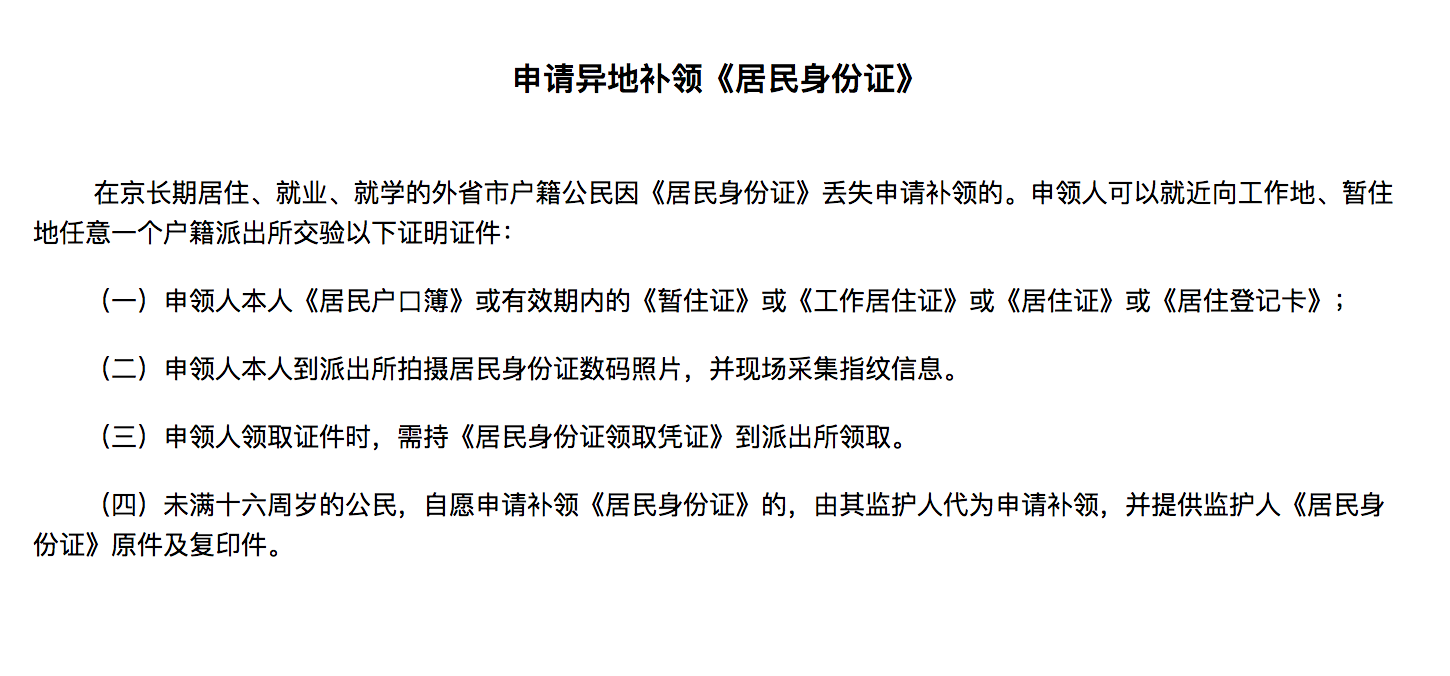 申请异地补领《居民身份证》
在京长期居住、就业、就学的外省市户籍公民因《居民身份证》丢失申请补领的。申领人可以就近向工作地、暂住
地任意一个户籍派出所交验以下证明证件：
（一）申领人本人《居民户口簿》或有效期内的《暂住证》或《工作居住证》或《居住证》或《居住登记卡》；
（二）申领人本人到派出所拍摄居民身份证数码照片，并现场采集指纹信息。
（三）申领人领取证件时，需持《居民身份证领取凭证》到派出所领取。
（四）未满十六周岁的公民，自愿申请补领《居民身份证》的，由其监护人代为申请补领，并提供监护人《居民身
份证》原件及复印件。